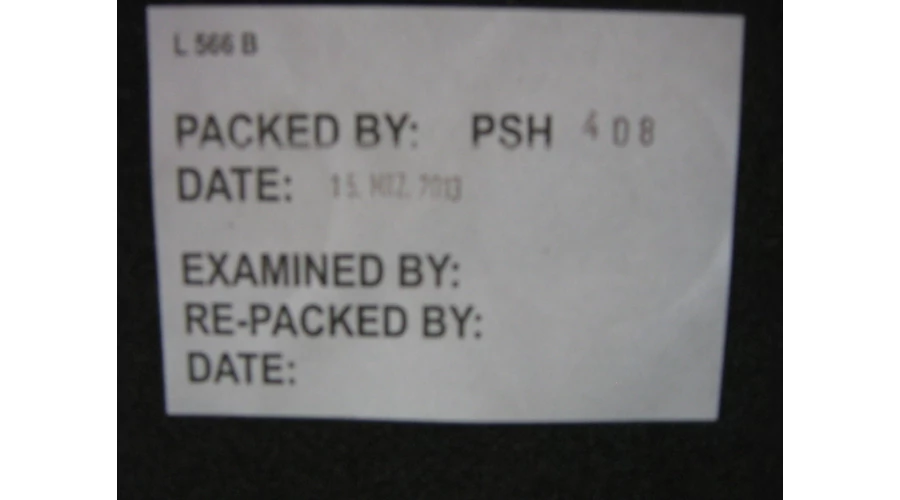 L 566 B
PACKED BY: PSH 408
DATE: 15. MRZ. 2013
EXAMINED BY:
RE-PACKED BY:
DATE: